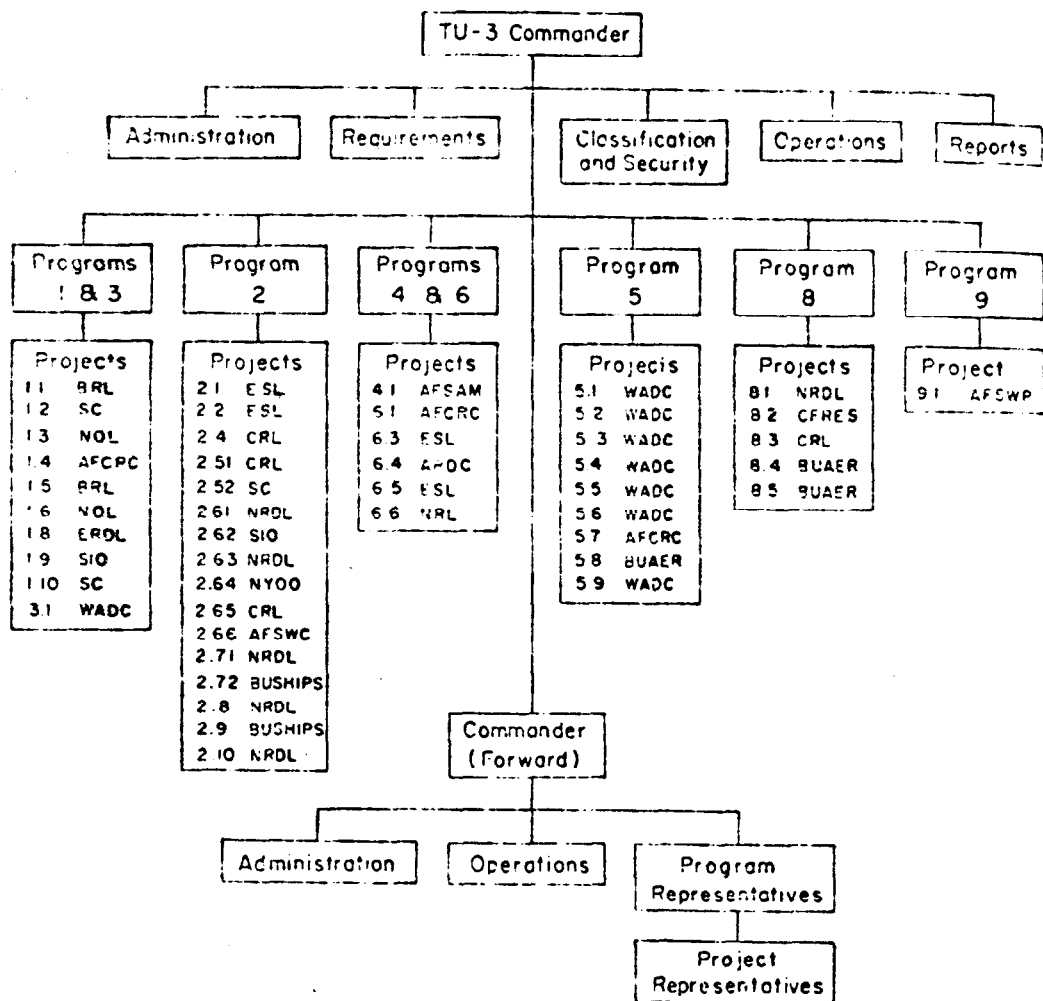 TU-3 Commander
Administration
Requirements
Classification
and Security
Operations
Reports
Programs
1 & 3
Program
2
Programs
4 & 6
Program
5
Program
8
Program
9
Projects
1.1 BRL
1.2 SC
1.3 NOL
1.4 AFCRC
1.5 BRL
1.6 NOL
1.8 ERDL
1.9 SIO
1.10 SC
3.1 WADC
Projects
2.1 ESL
2.2 ESL
2.4 CRL
2.51 CRL
2.52 SC
2.61 NRDL
2.62 SIO
2.63 NRDL
2.64 NYOO
2.65 CRL
2.66 AFSWC
2.71 NRDL
2.72 BUSHIPS
2.8 NRDL
2.9 BUSHIPS
2.10 NRDL
Projects
4.1 AFSAM
5.1 AFCRC
6.3 ESL
6.4 ARDC
6.5 ESL
6.6 NRL
Projects
5.1 WADC
5.2 WADC
5.3 WADC
5.4 WADC
5.5 WADC
5.6 WADC
5.7 AFCRC
5.8 BUAER
5.9 WADC
Projects
8.1 NRDL
8.2 CFRES
8.3 CRL
8.4 BUAER
8.5 BUAER
Project
9.1 AFSWP
Commander
(Forward)
Administration
Operations
Program
Representatives
Project
Representatives